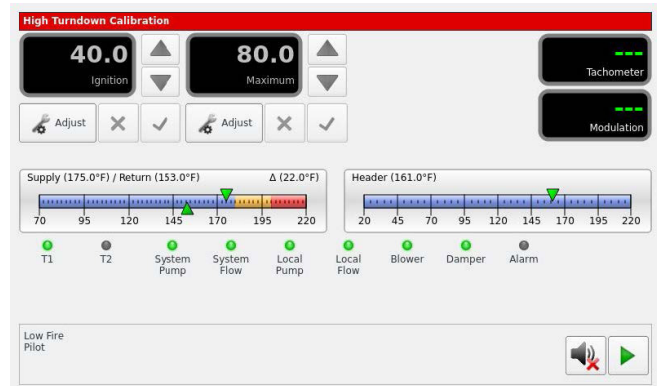 High Turndown Calibration
40.0
Ignition
80.0
Maximum
---
Tachometer
Adjust
Adjust
---
Modulation
Supply (175.0°F) / Return (153.0°F)
Δ (22.0°F)
Header (161.0°F)
70 95 120 145 170 195 220
20 45 70 95 120 145 170 195 220
T1
T2
System
Pump
System
Flow
Local
Pump
Local
Flow
Blower
Damper
Alarm
Low Fire
Pilot